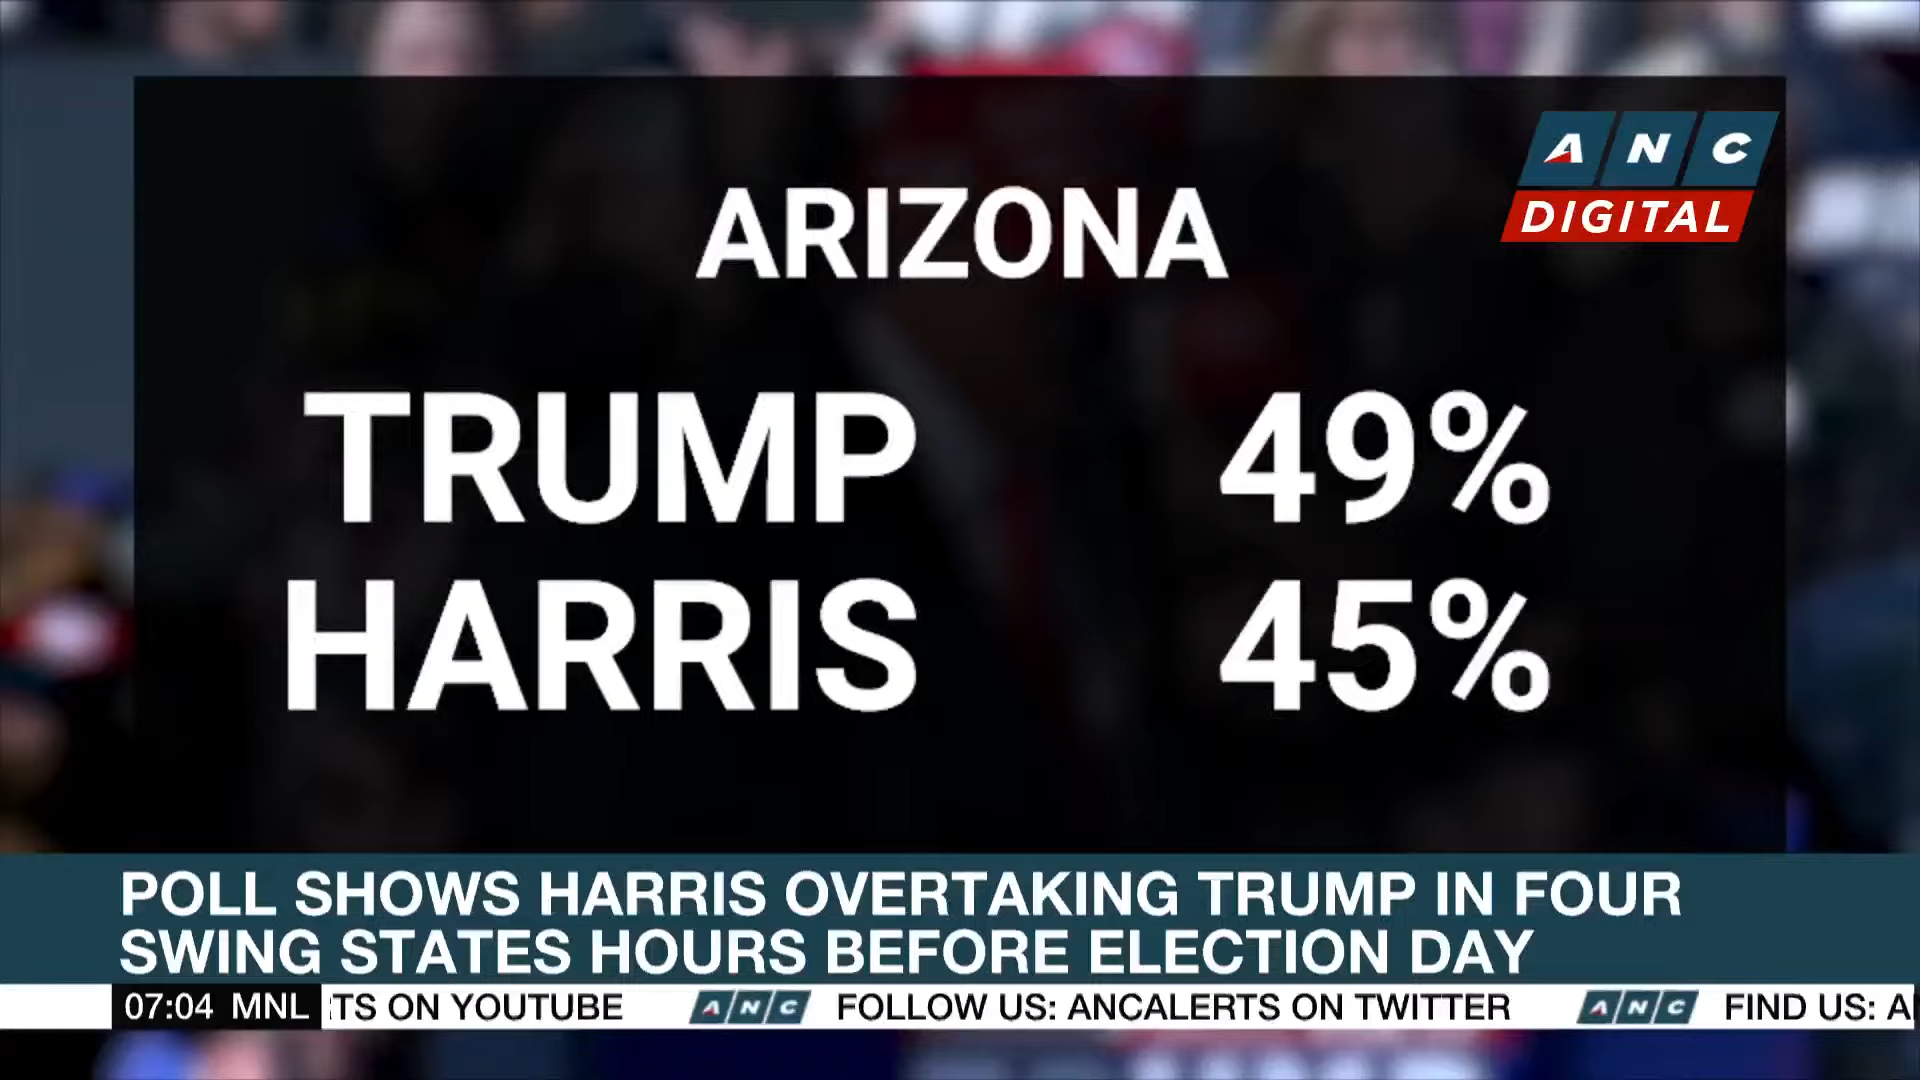 ANC
DIGITAL
ARIZONA
TRUMP 49%
HARRIS 45%
POLL SHOWS HARRIS OVERTAKING TRUMP IN FOUR
SWING STATES HOURS BEFORE ELECTION DAY
07:04 MNL TS ON YOUTUBE ANC FOLLOW US: ANCALERTS ON TWITTER ANC FIND US: A